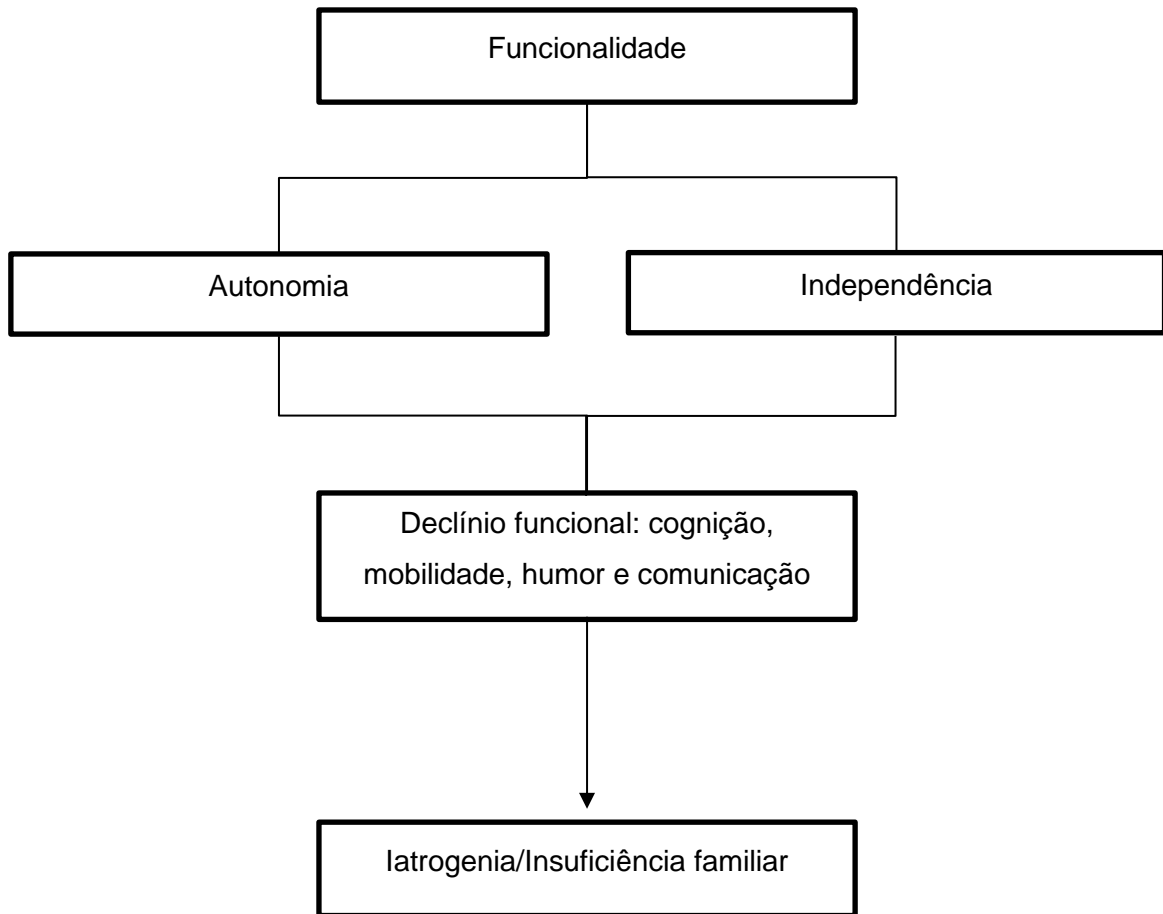 Funcionalidade
Autonomia
Independência
Declínio funcional: cognição,
mobilidade, humor e comunicação
Iatrogenia/Insuficiência familiar